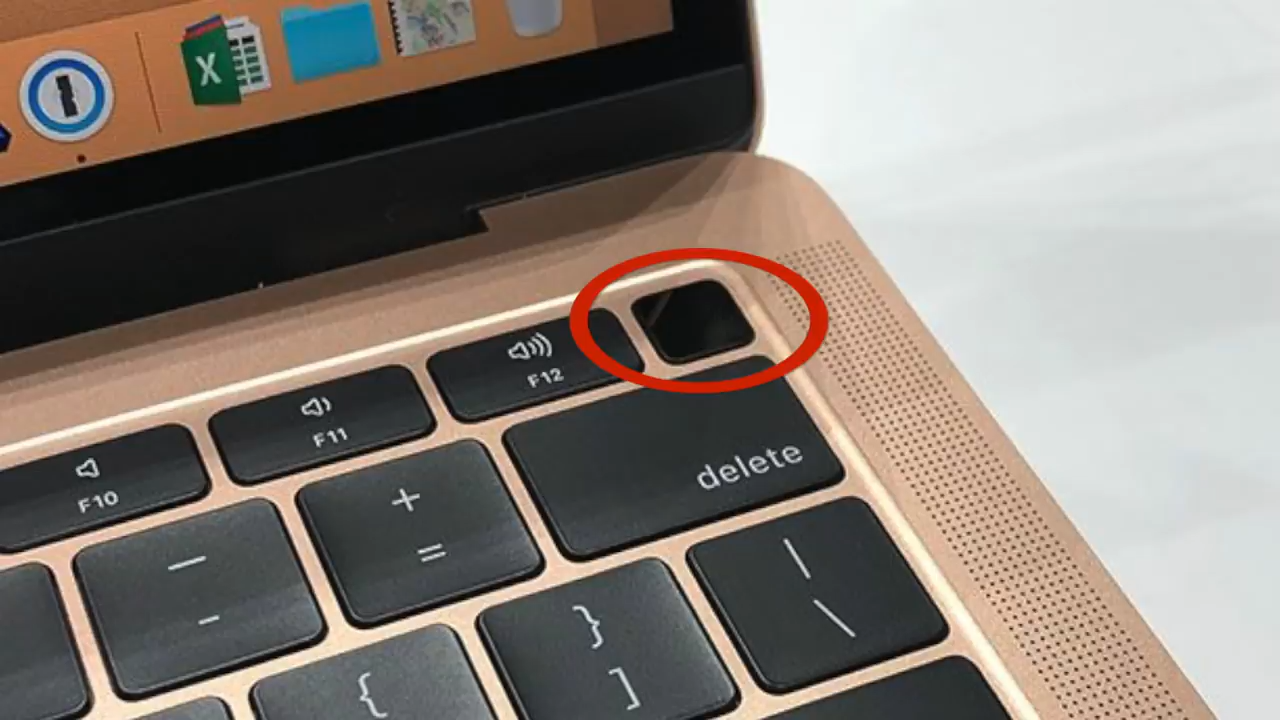 X
F12
F11
F10
delete
+
=
—
-
|
\
}
]
{